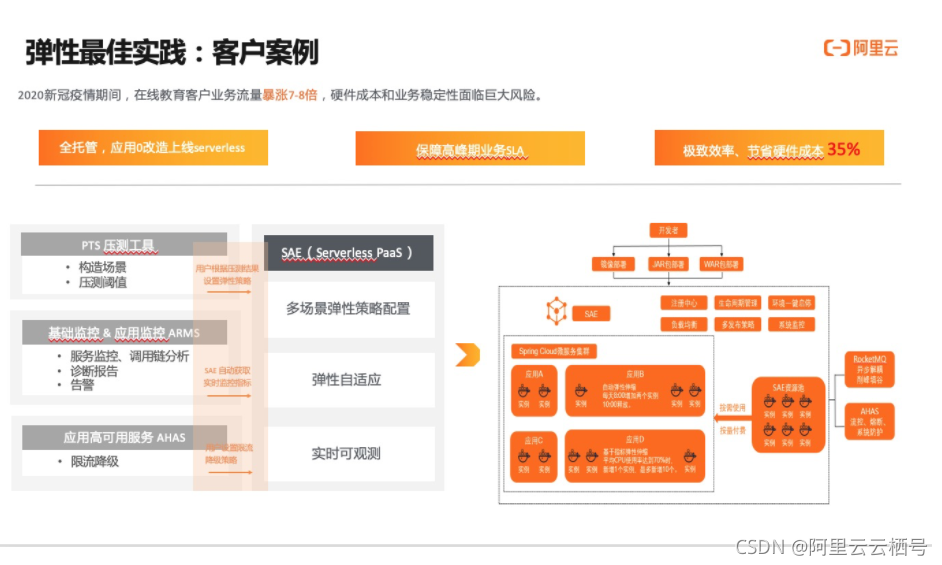 弹性最佳实践：客户案例
阿里云
2020新冠疫情期间，在线教育客户业务流量暴涨7-8倍，硬件成本和业务稳定性面临巨大风险。
全托管，应用0改造上线serverless
保障高峰期业务SLA
极致效率、节省硬件成本 35%
PTS 压测工具
• 构造场景
• 压测阈值
用户根据压测结果
设置弹性策略
基础监控 & 应用监控 ARMS
• 服务监控、调用链分析
• 诊断报告
• 告警
SAE 自动获取
实时监控指标
应用高可用服务 AHAS
• 限流降级
用户设置限流
降级策略
SAE（Serverless PaaS）
多场景弹性策略配置
弹性自适应
实时可观测
开发者
镜像部署
JAR包部署
WAR包部署
SAE
注册中心
生命周期管理
环境一键启停
负载均衡
多发布策略
系统监控
Spring Cloud微服务集群
应用A
实例 实例
应用B
自动弹性伸缩
每天8:00增加两个实例
10:00释放。
实例 实例 实例
应用C
实例 实例
应用D
基于指标弹性伸缩
平均CPU使用率达到70%时,
新增1个实例，最多新增10个。
实例 实例 实例
按需使用
按量付费
SAE资源池
实例 实例 实例
实例 实例 实例
RocketMQ
异步解耦
削峰填谷
AHAS
监控、熔断、
系统防护
CSDN @阿里云云栖号